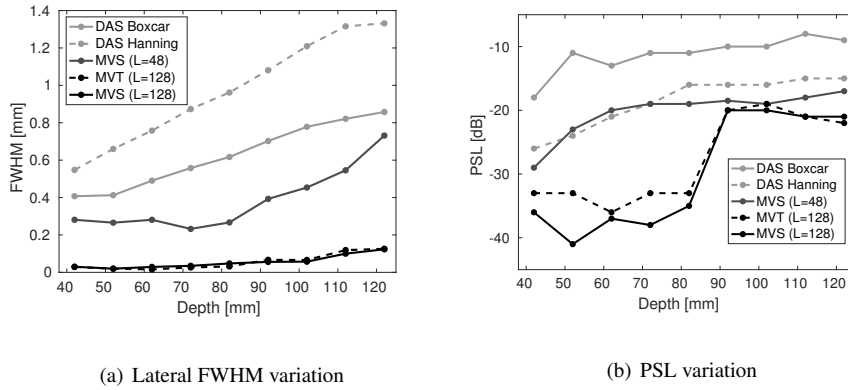 1.4
1.2
1
0.8
0.6
0.4
0.2
0
FWHM [mm]
DAS Boxcar
DAS Hanning
MVS (L=48)
MVT (L=128)
MVS (L=128)
40 50 60 70 80 90 100 110 120
Depth [mm]
(a) Lateral FWHM variation
-10
-20
-30
-40
PSL [dB]
DAS Boxcar
DAS Hanning
MVS (L=48)
MVT (L=128)
MVS (L=128)
40 50 60 70 80 90 100 110 120
Depth [mm]
(b) PSL variation